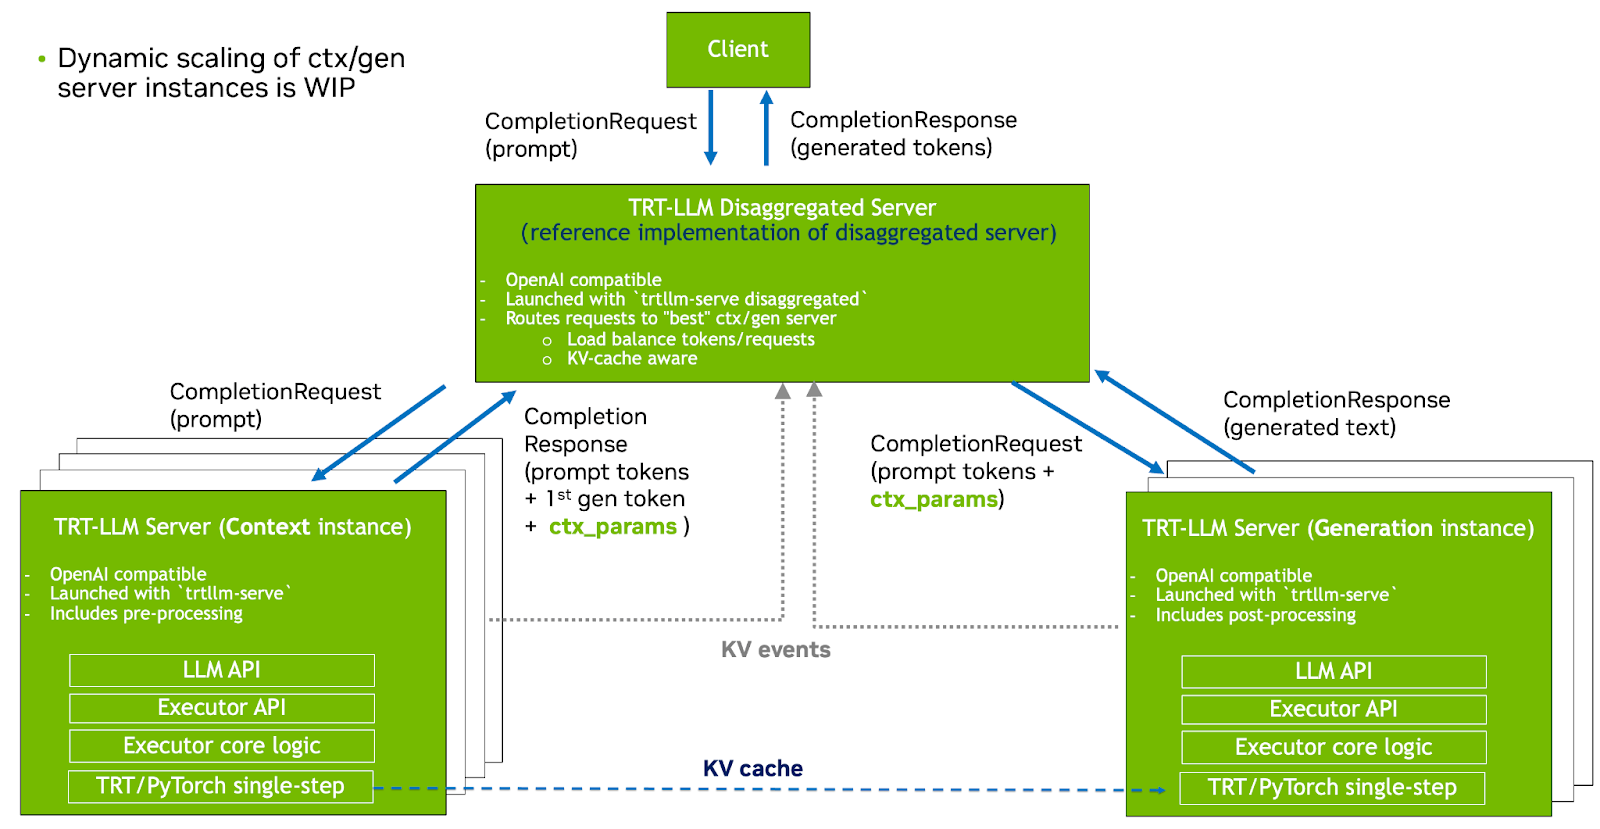 • Dynamic scaling of ctx/gen
server instances is WIP
Client
CompletionRequest
(prompt)
CompletionResponse
(generated tokens)
TRT-LLM Disaggregated Server
(reference implementation of disaggregated server)
- OpenAI compatible
- Launched with `trtllm-serve disaggregated`
- Routes requests to "best" ctx/gen server
o Load balance tokens/requests
o KV-cache aware
CompletionRequest
(prompt)
Completion
Response
(prompt tokens
+ 1st gen token
+ ctx_params )
CompletionRequest
(prompt tokens +
ctx_params)
CompletionResponse
(generated text)
TRT-LLM Server (Context instance)
- OpenAI compatible
- Launched with `trtllm-serve`
- Includes pre-processing
LLM API
Executor API
Executor core logic
TRT/PyTorch single-step
KV events
KV cache
TRT-LLM Server (Generation instance)
- OpenAI compatible
- Launched with `trtllm-serve`
- Includes post-processing
LLM API
Executor API
Executor core logic
TRT/PyTorch single-step